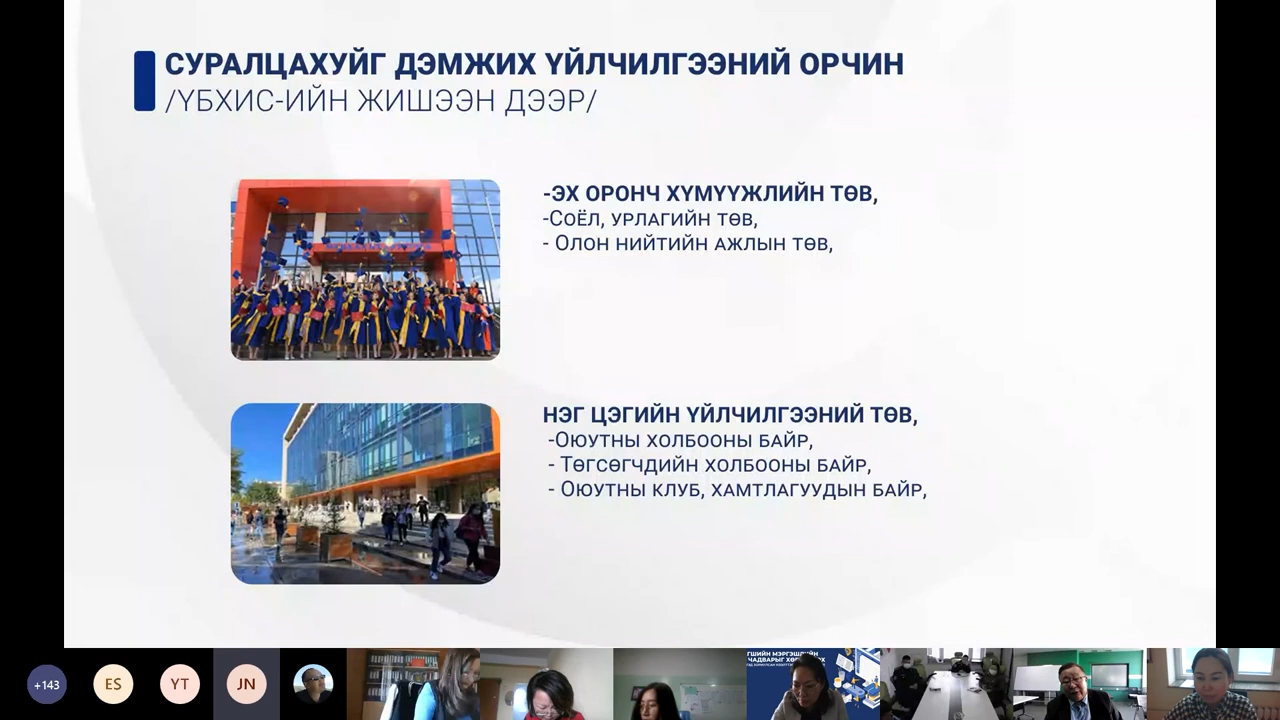 СУРАЛЦАХУЙГ ДЭМЖИХ ҮЙЛЧИЛГЭЭНИЙ ОРЧИН
/ҮБХИС-ИЙН ЖИШЭЭН ДЭЭР/
-ЭХ ОРОНЧ ХҮМҮҮЖЛИЙН ТӨВ,
-СОЁЛ, УРЛАГИЙН ТӨВ,
- ОЛОН НИЙТИЙН АЖЛЫН ТӨВ,
НЭГ ЦЭГИЙН ҮЙЛЧИЛГЭЭНИЙ ТӨВ,
-ОЮУТНЫ ХОЛБООНЫ БАЙР,
- ТӨГСӨГЧДИЙН ХОЛБООНЫ БАЙР,
- ОЮУТНЫ КЛУБ, ХАМТЛАГУУДЫН БАЙР,
+143
ES
YT
JN